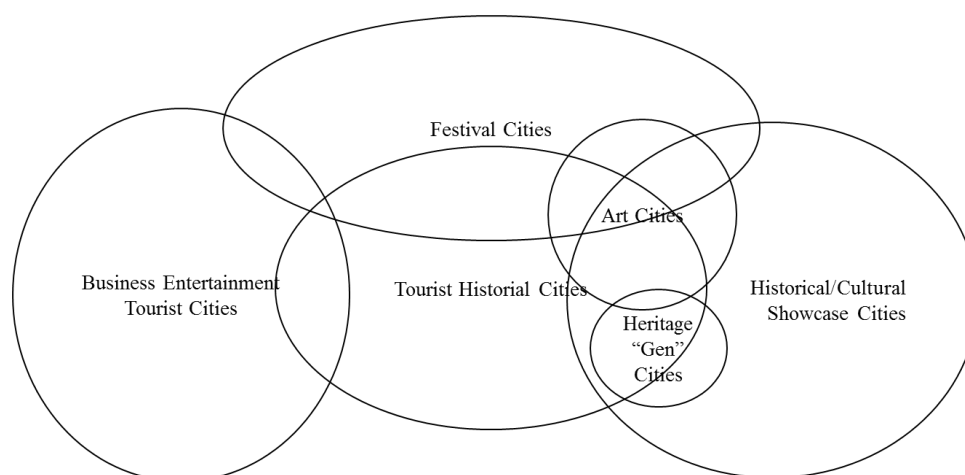 Festival Cities
Art Cities
Business Entertainment
Tourist Cities
Tourist Historial Cities
Historical/Cultural
Showcase Cities
Heritage
“Gen”
Cities